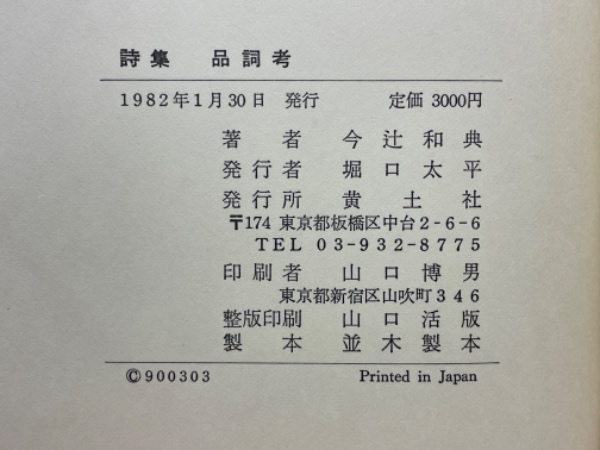 詩集 品詞考
1982年1月30日 発行 定価 3000円
著者 今辻和典
発行者 堀口太平
発行所 黄土社
〒174 東京都板橋区中台2-6-6
TEL 03-932-8775
印刷者 山口博男
東京都新宿区山吹町346
整版印刷 山口活版
製本 並木製本
©900303 Printed in Japan